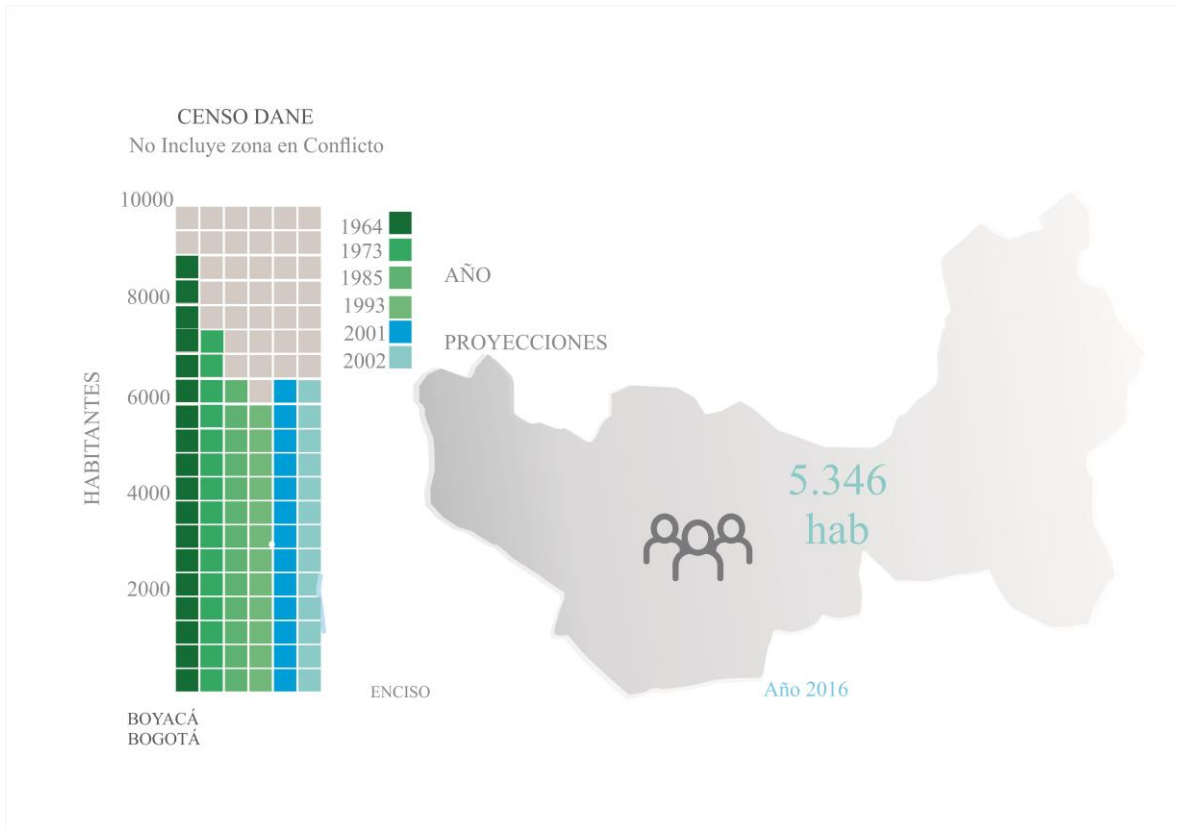 CENSO DANE
No Incluye zona en Conflicto
10000
8000
6000
4000
2000
HABITANTES
1964
1973
1985
1993
2001
2002
AÑO
PROYECCIONES
5.346
hab
ENCISO
Año 2016
BOYACÁ
BOGOTÁ